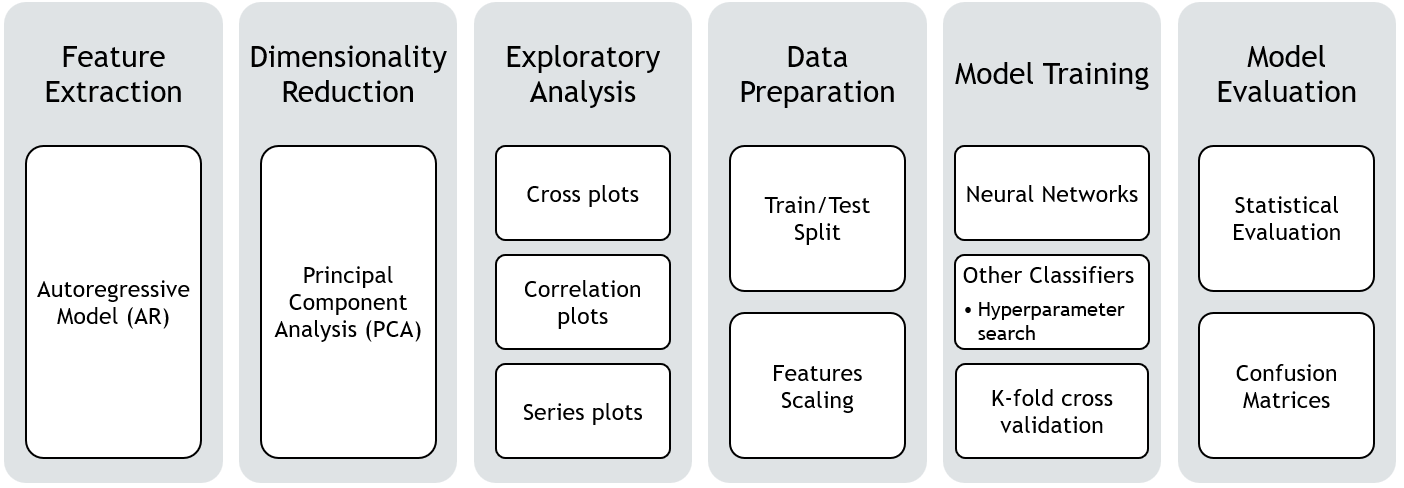 Feature
Extraction
Autoregressive
Model (AR)
Dimensionality
Reduction
Principal
Component
Analysis (PCA)
Exploratory
Analysis
Cross plots
Correlation
plots
Series plots
Data
Preparation
Train/Test
Split
Features
Scaling
Model Training
Neural Networks
Other Classifiers
• Hyperparameter
search
K-fold cross
validation
Model
Evaluation
Statistical
Evaluation
Confusion
Matrices